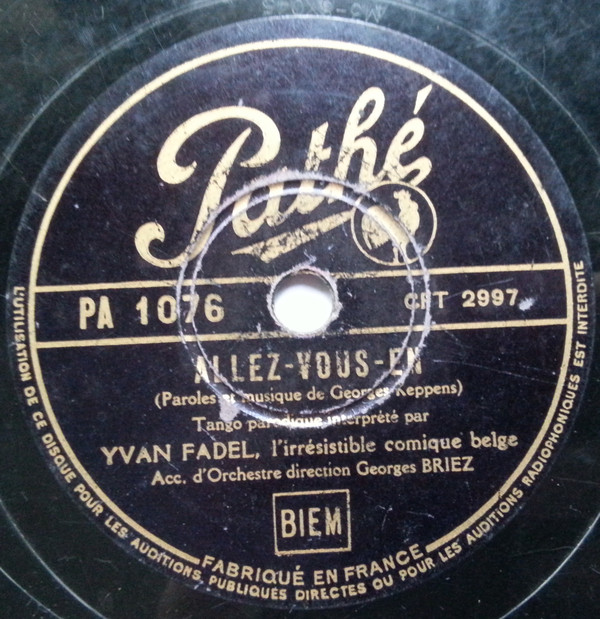 Pathé
PA 1076
CPT 2997
ALLEZ-VOUS-EN
(Paroles et musique de Georges Keppens)
Tango parodique interprété par
YVAN FADEL, l'irrésistible comique belge
Acc. d'Orchestre direction Georges BRIEZ
BIEM
FABRIQUÉ EN FRANCE
L'UTILISATION DE CE DISQUE POUR LES AUDITIONS PUBLIQUES DIRECTES OU POUR LES AUDITIONS RADIOPHONIQUES EST INTERDITE